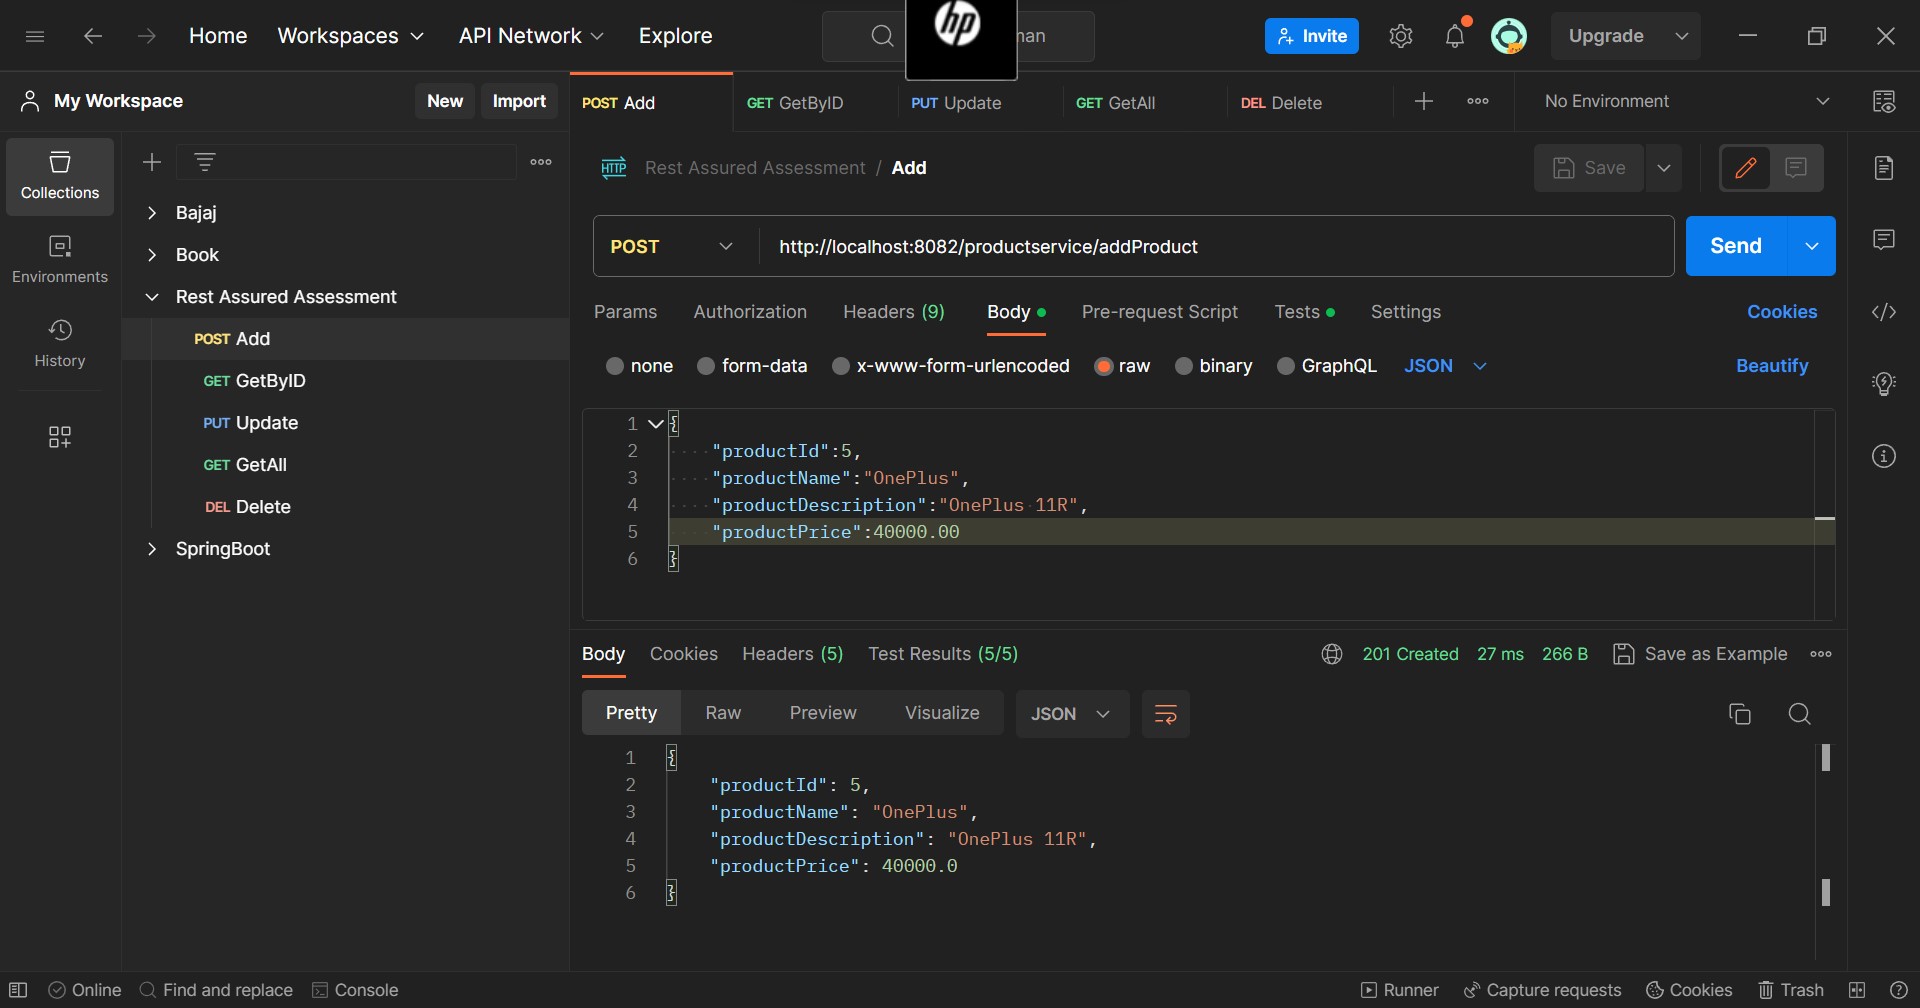 Home Workspaces API Network Explore man Invite Upgrade
hp
My Workspace New Import POST Add GET GetByID PUT Update GET GetAll DEL Delete No Environment
Collections
Environments
History
Bajaj
Book
Rest Assured Assessment
POST Add
GET GetByID
PUT Update
GET GetAll
DEL Delete
SpringBoot
HTTP Rest Assured Assessment / Add Save
POST http://localhost:8082/productservice/addProduct Send
Params Authorization Headers (9) Body Pre-request Script Tests Settings Cookies
none form-data x-www-form-urlencoded raw binary GraphQL JSON Beautify
1 {
2 "productId":5,
3 "productName":"OnePlus",
4 "productDescription":"OnePlus 11R",
5 "productPrice":40000.00
6 }
Body Cookies Headers (5) Test Results (5/5) 201 Created 27 ms 266 B Save as Example
Pretty Raw Preview Visualize JSON
1 {
2 "productId": 5,
3 "productName": "OnePlus",
4 "productDescription": "OnePlus 11R",
5 "productPrice": 40000.0
6 }
Online Find and replace Console Runner Capture requests Cookies Trash